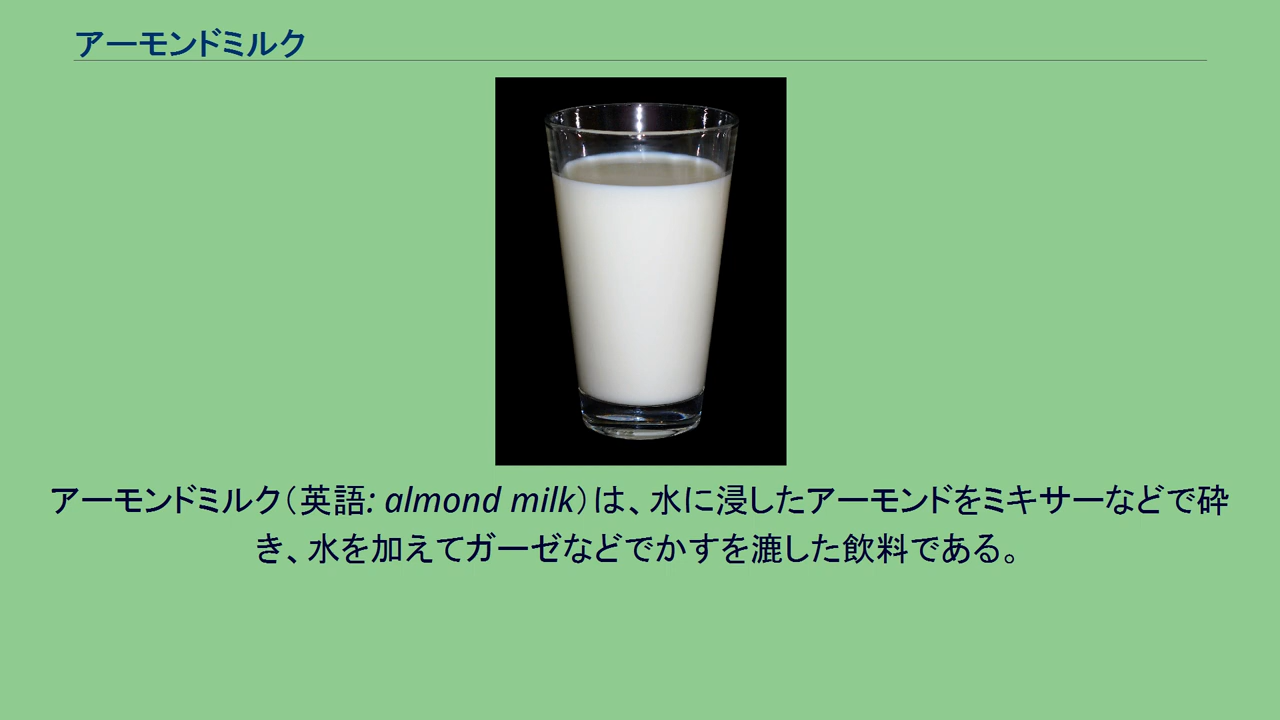 アーモンドミルク
アーモンドミルク（英語: almond milk）は、水に浸したアーモンドをミキサーなどで砕
き、水を加えてガーゼなどでかすを漉した飲料である。